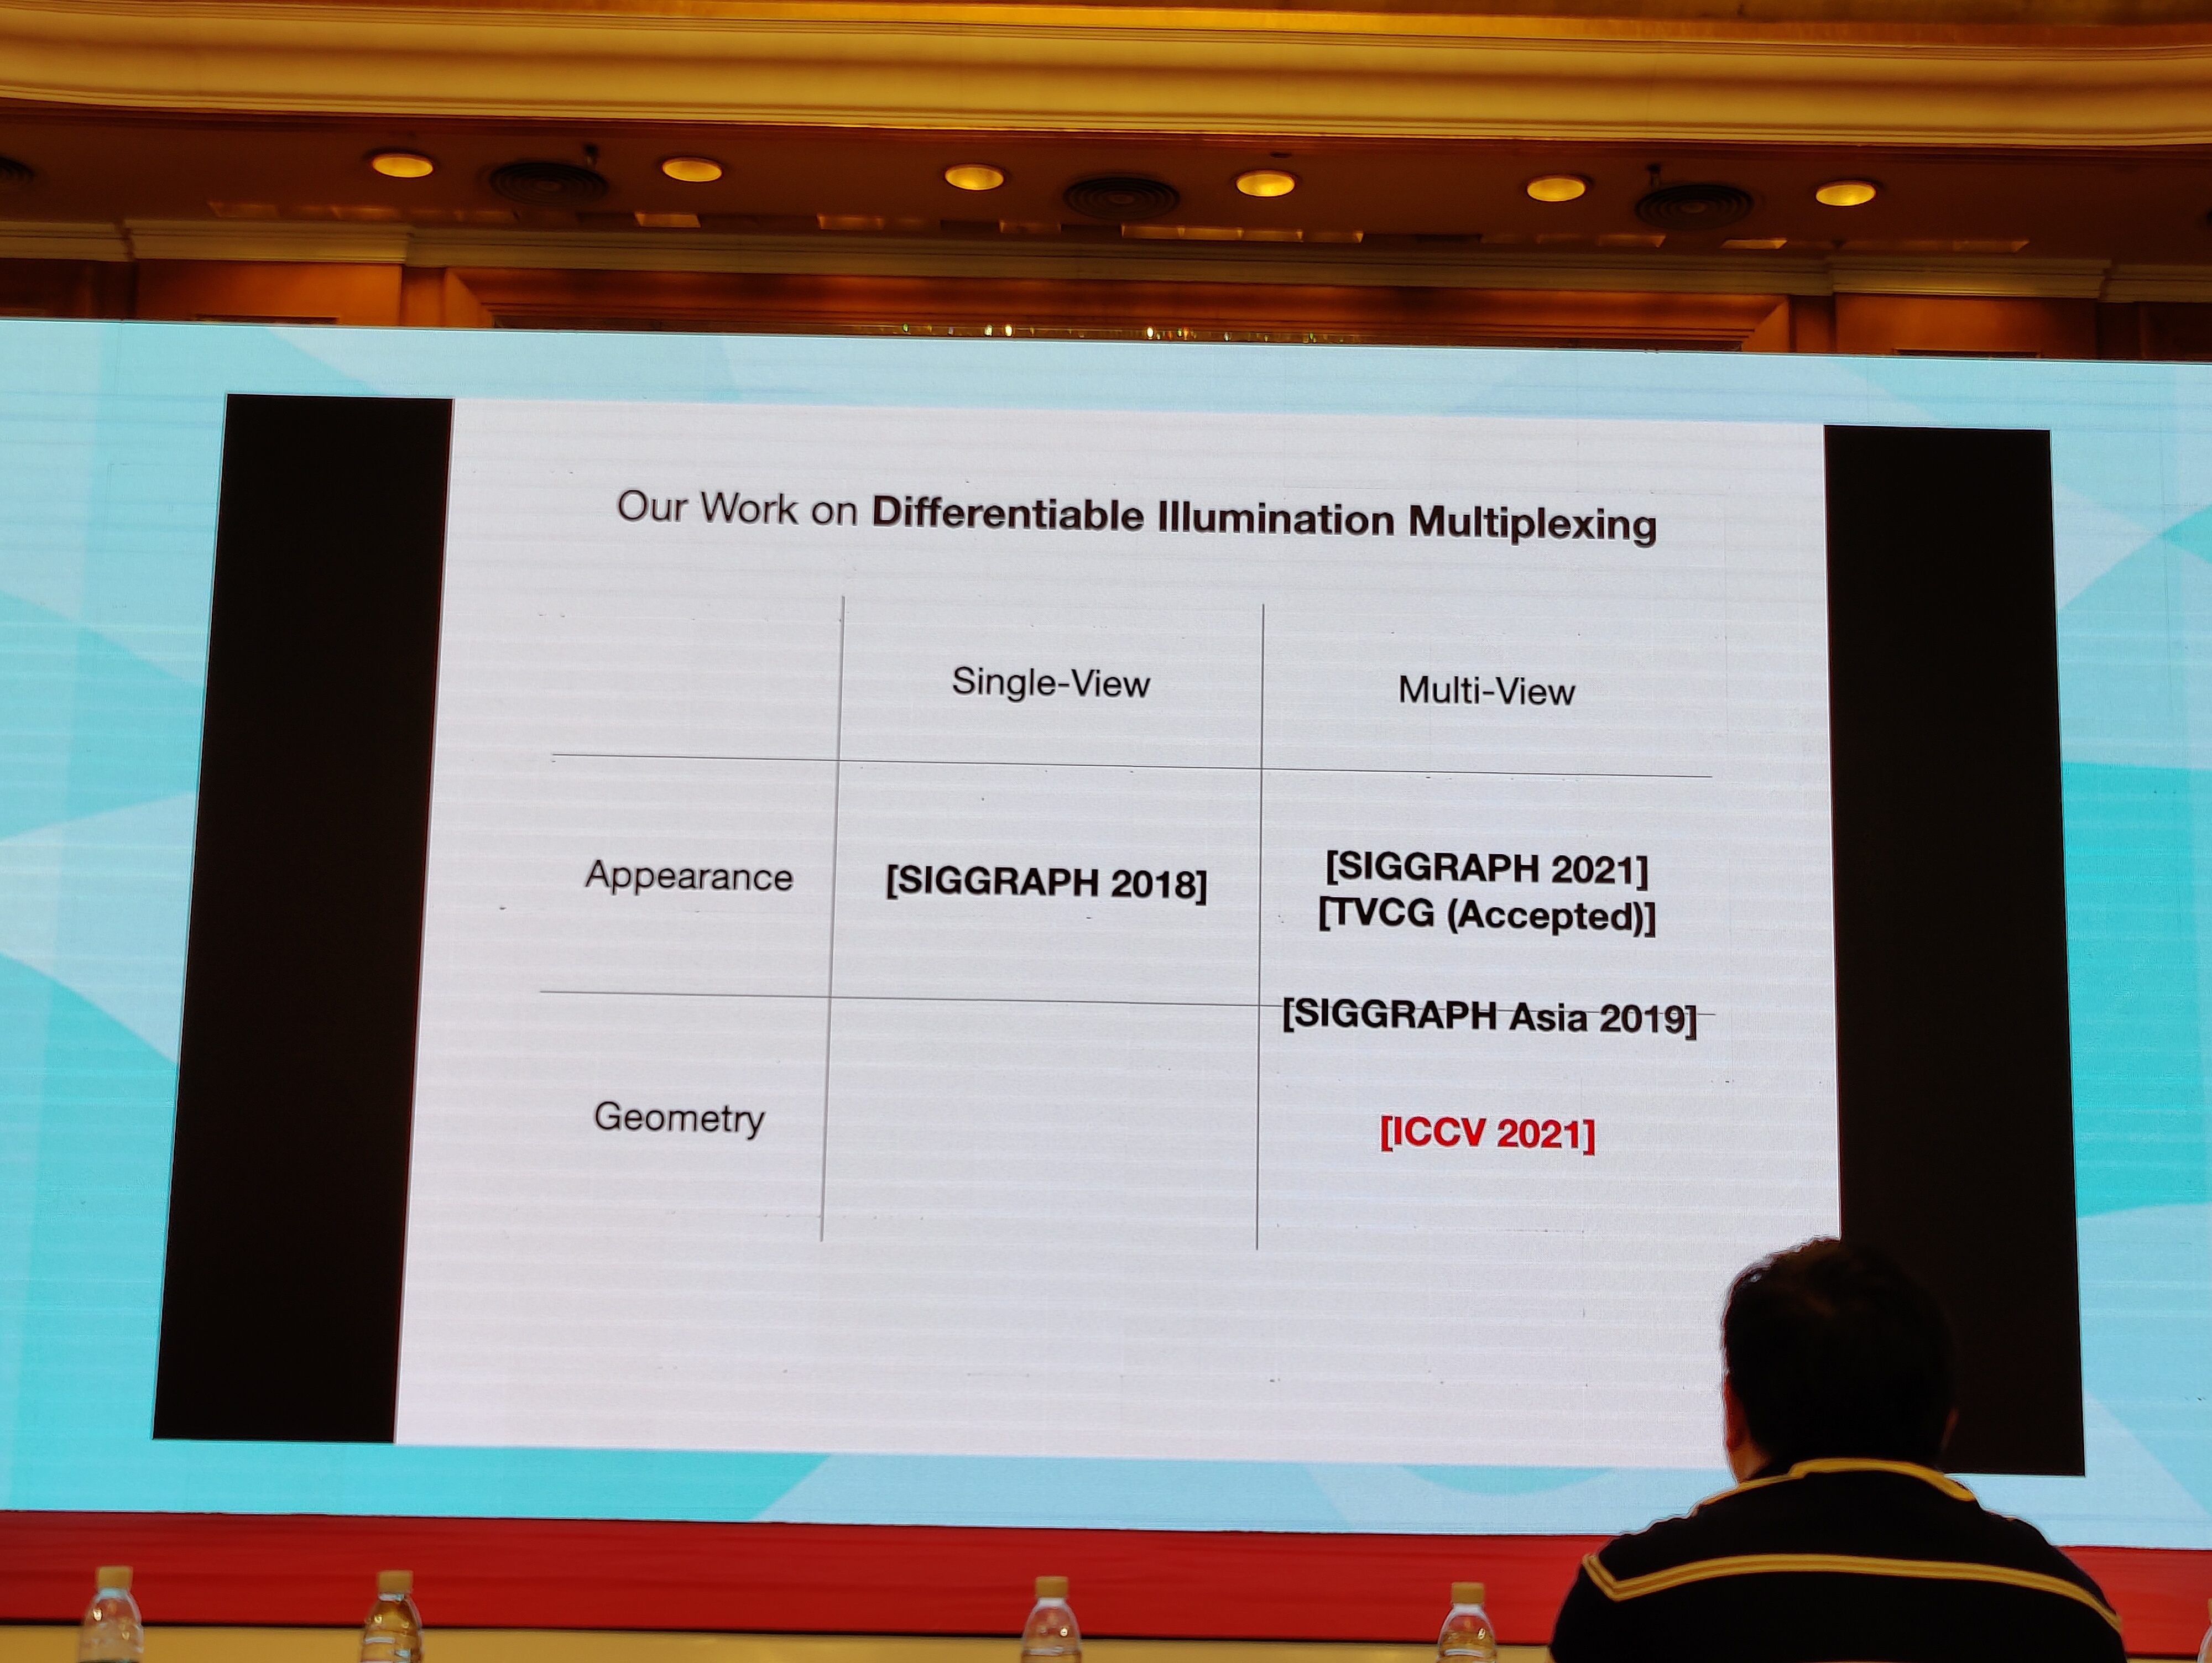 Our Work on Differentiable Illumination Multiplexing
Single-View
Multi-View
Appearance
[SIGGRAPH 2018]
[SIGGRAPH 2021]
[TVCG (Accepted)]
[SIGGRAPH Asia 2019]
Geometry
[ICCV 2021]